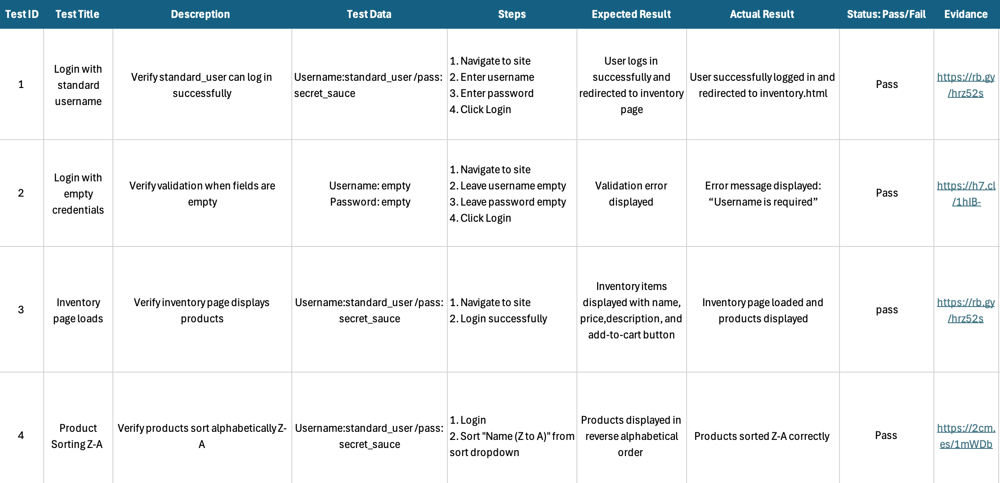 Test ID
Test Title
Descreption
Test Data
Steps
Expected Result
Actual Result
Status: Pass/Fail
Evidance
1
Login with
standard
username
Verify standard_user can log in
successfully
Username:standard_user /pass:
secret_sauce
1. Navigate to site
2. Enter username
3. Enter password
4. Click Login
User logs in
successfully and
redirected to inventory
page
User successfully logged in and
redirected to inventory.html
Pass
https://rb.gy
/hrz52s
2
Login with
empty
credentials
Verify validation when fields are
empty
Username: empty
Password: empty
1. Navigate to site
2. Leave username empty
3. Leave password empty
4. Click Login
Validation error
displayed
Error message displayed:
“Username is required”
Pass
https://h7.cl
/1hIB-
3
Inventory
page loads
Verify inventory page displays
products
Username:standard_user /pass:
secret_sauce
1. Navigate to site
2. Login successfully
Inventory items
displayed with name,
price,description, and
add-to-cart button
Inventory page loaded and
products displayed
pass
https://rb.gy
/hrz52s
4
Product
Sorting Z-A
Verify products sort alphabetically Z-
A
Username:standard_user /pass:
secret_sauce
1. Login
2. Sort "Name (Z to A)" from
sort dropdown
Products displayed in
reverse alphabetical
order
Products sorted Z-A correctly
Pass
https://2cm.
es/1mWDb